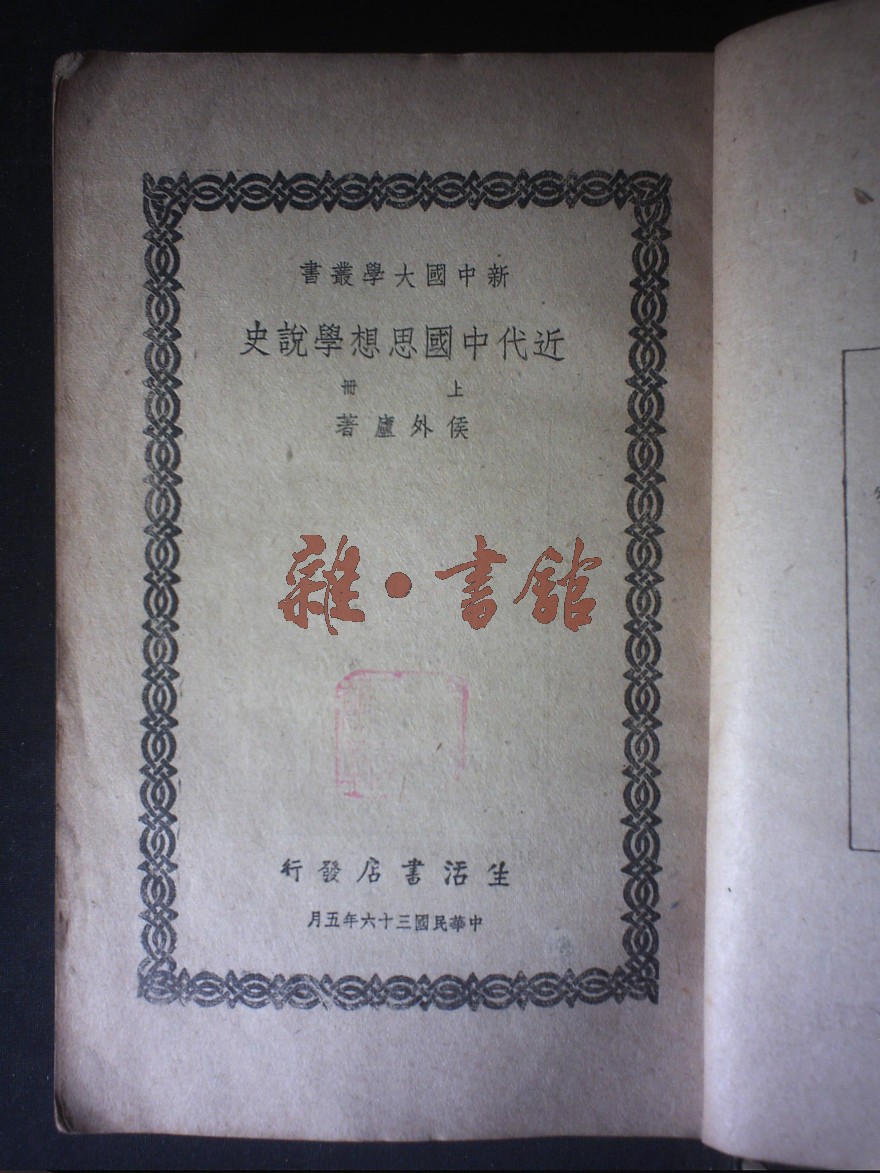 新中國大學叢書
近代中國思想學說史
上冊
侯外廬著
雜•書舘
生活書店發行
中華民國三十六年五月